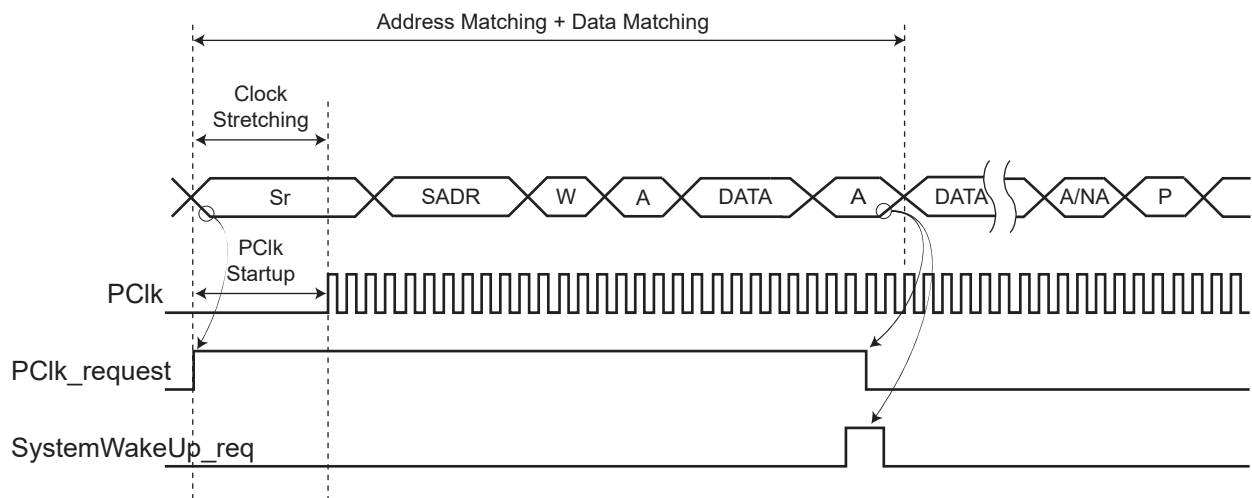 Address Matching + Data Matching
Clock
Stretching
Sr
SADR
W
A
DATA
A
DATA
A/NA
P
PClk
Startup
PClk
PClk_request
SystemWakeUp_req